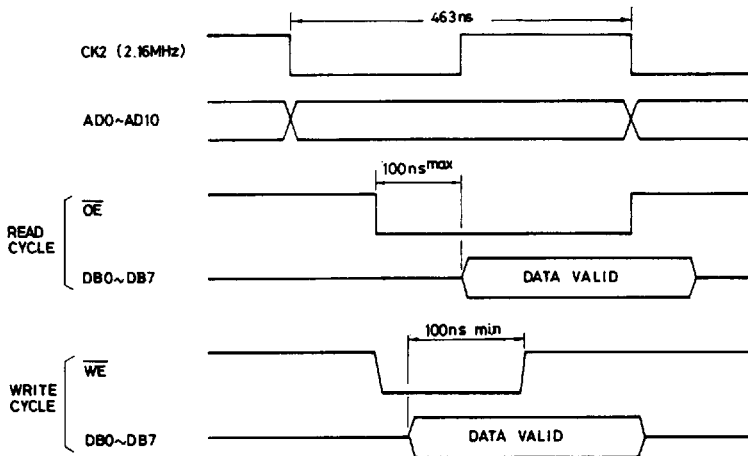 463ns
CK2 (2.16MHz)
AD0~AD10
100ns max
READ CYCLE
OE
DB0~DB7
DATA VALID
100ns min
WRITE CYCLE
WE
DB0~DB7
DATA VALID